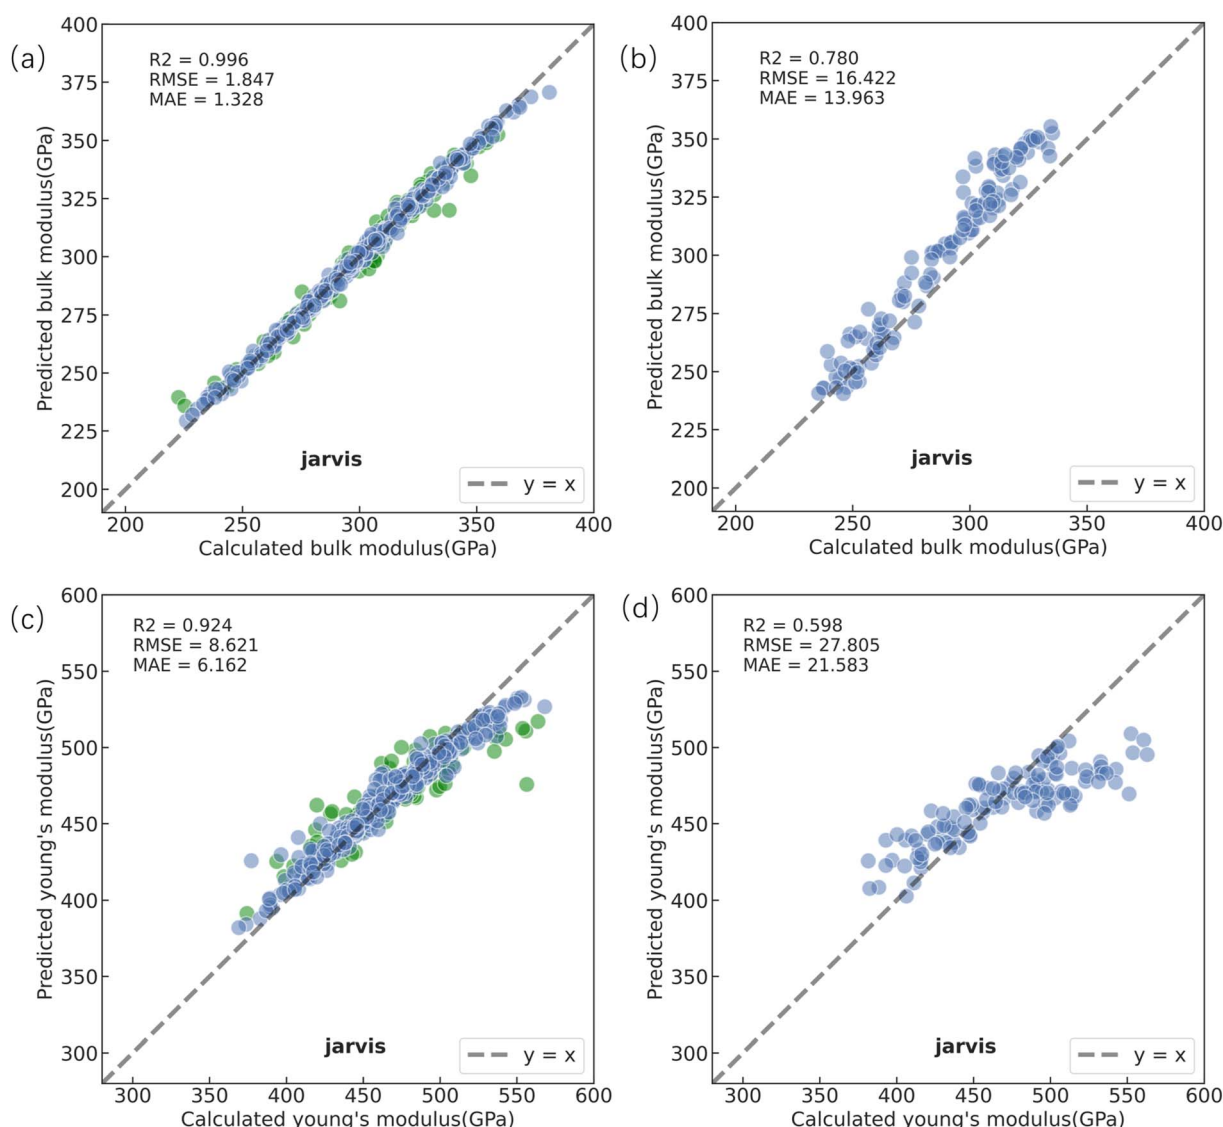 (a)
R2 = 0.996
RMSE = 1.847
MAE = 1.328
400
375
350
325
300
275
250
225
200
Predicted bulk modulus(GPa)
jarvis
y = x
200
250
300
350
400
Calculated bulk modulus(GPa)
(b)
R2 = 0.780
RMSE = 16.422
MAE = 13.963
400
375
350
325
300
275
250
225
200
Predicted bulk modulus(GPa)
jarvis
y = x
200
250
300
350
400
Calculated bulk modulus(GPa)
(c)
R2 = 0.924
RMSE = 8.621
MAE = 6.162
600
550
500
450
400
350
300
Predicted young's modulus(GPa)
jarvis
y = x
300
350
400
450
500
550
600
Calculated young's modulus(GPa)
(d)
R2 = 0.598
RMSE = 27.805
MAE = 21.583
600
550
500
450
400
350
300
Predicted young's modulus(GPa)
jarvis
y = x
300
350
400
450
500
550
600
Calculated young's modulus(GPa)